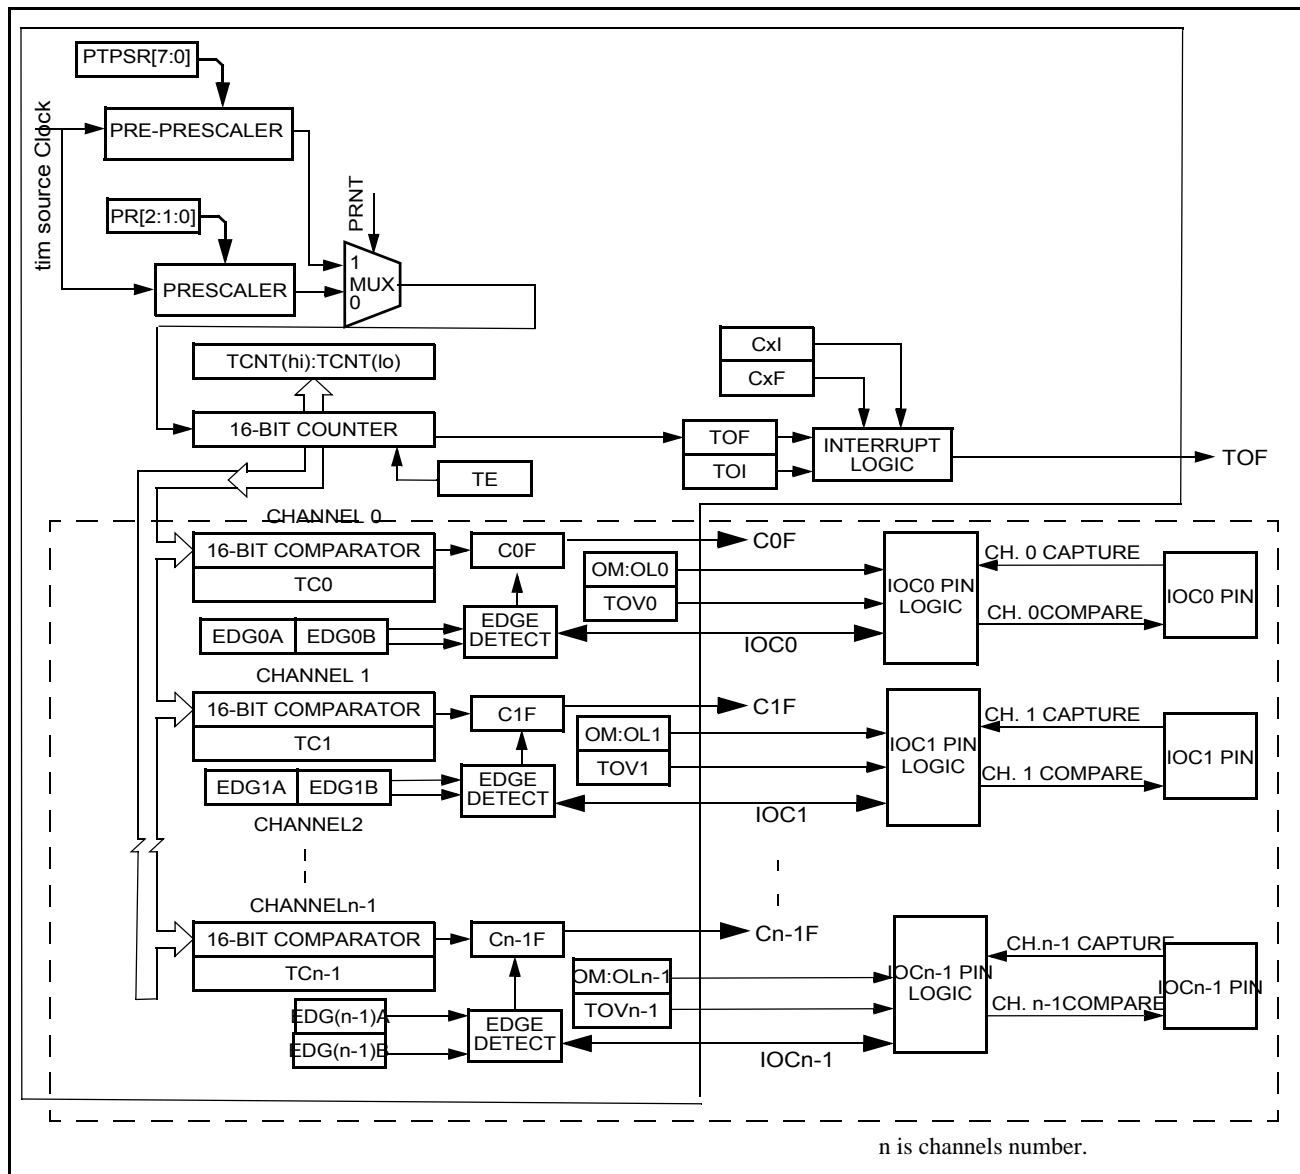 PTPSR[7:0]
tim source Clock
PRE-PRESCALER
PR[2:1:0]
PRNT
PRESCALER
1
MUX
0
TCNT(hi):TCNT(lo)
CxI
CxF
16-BIT COUNTER
TOF
TOI
INTERRUPT
LOGIC
TOF
TE
CHANNEL 0
16-BIT COMPARATOR
TC0
C0F
C0F
OM:OL0
TOV0
EDG0A
EDG0B
EDGE
DETECT
IOC0
IOC0 PIN
LOGIC
CH. 0 CAPTURE
CH. 0COMPARE
IOC0 PIN
CHANNEL 1
16-BIT COMPARATOR
TC1
C1F
C1F
OM:OL1
TOV1
EDG1A
EDG1B
EDGE
DETECT
IOC1
IOC1 PIN
LOGIC
CH. 1 CAPTURE
CH. 1 COMPARE
IOC1 PIN
CHANNEL2
CHANNELn-1
16-BIT COMPARATOR
TCn-1
Cn-1F
Cn-1F
OM:OLn-1
TOVn-1
EDG(n-1)A
EDG(n-1)B
EDGE
DETECT
IOCn-1
IOCn-1 PIN
LOGIC
CH.n-1 CAPTURE
CH. n-1COMPARE
IOCn-1 PIN
n is channels number.